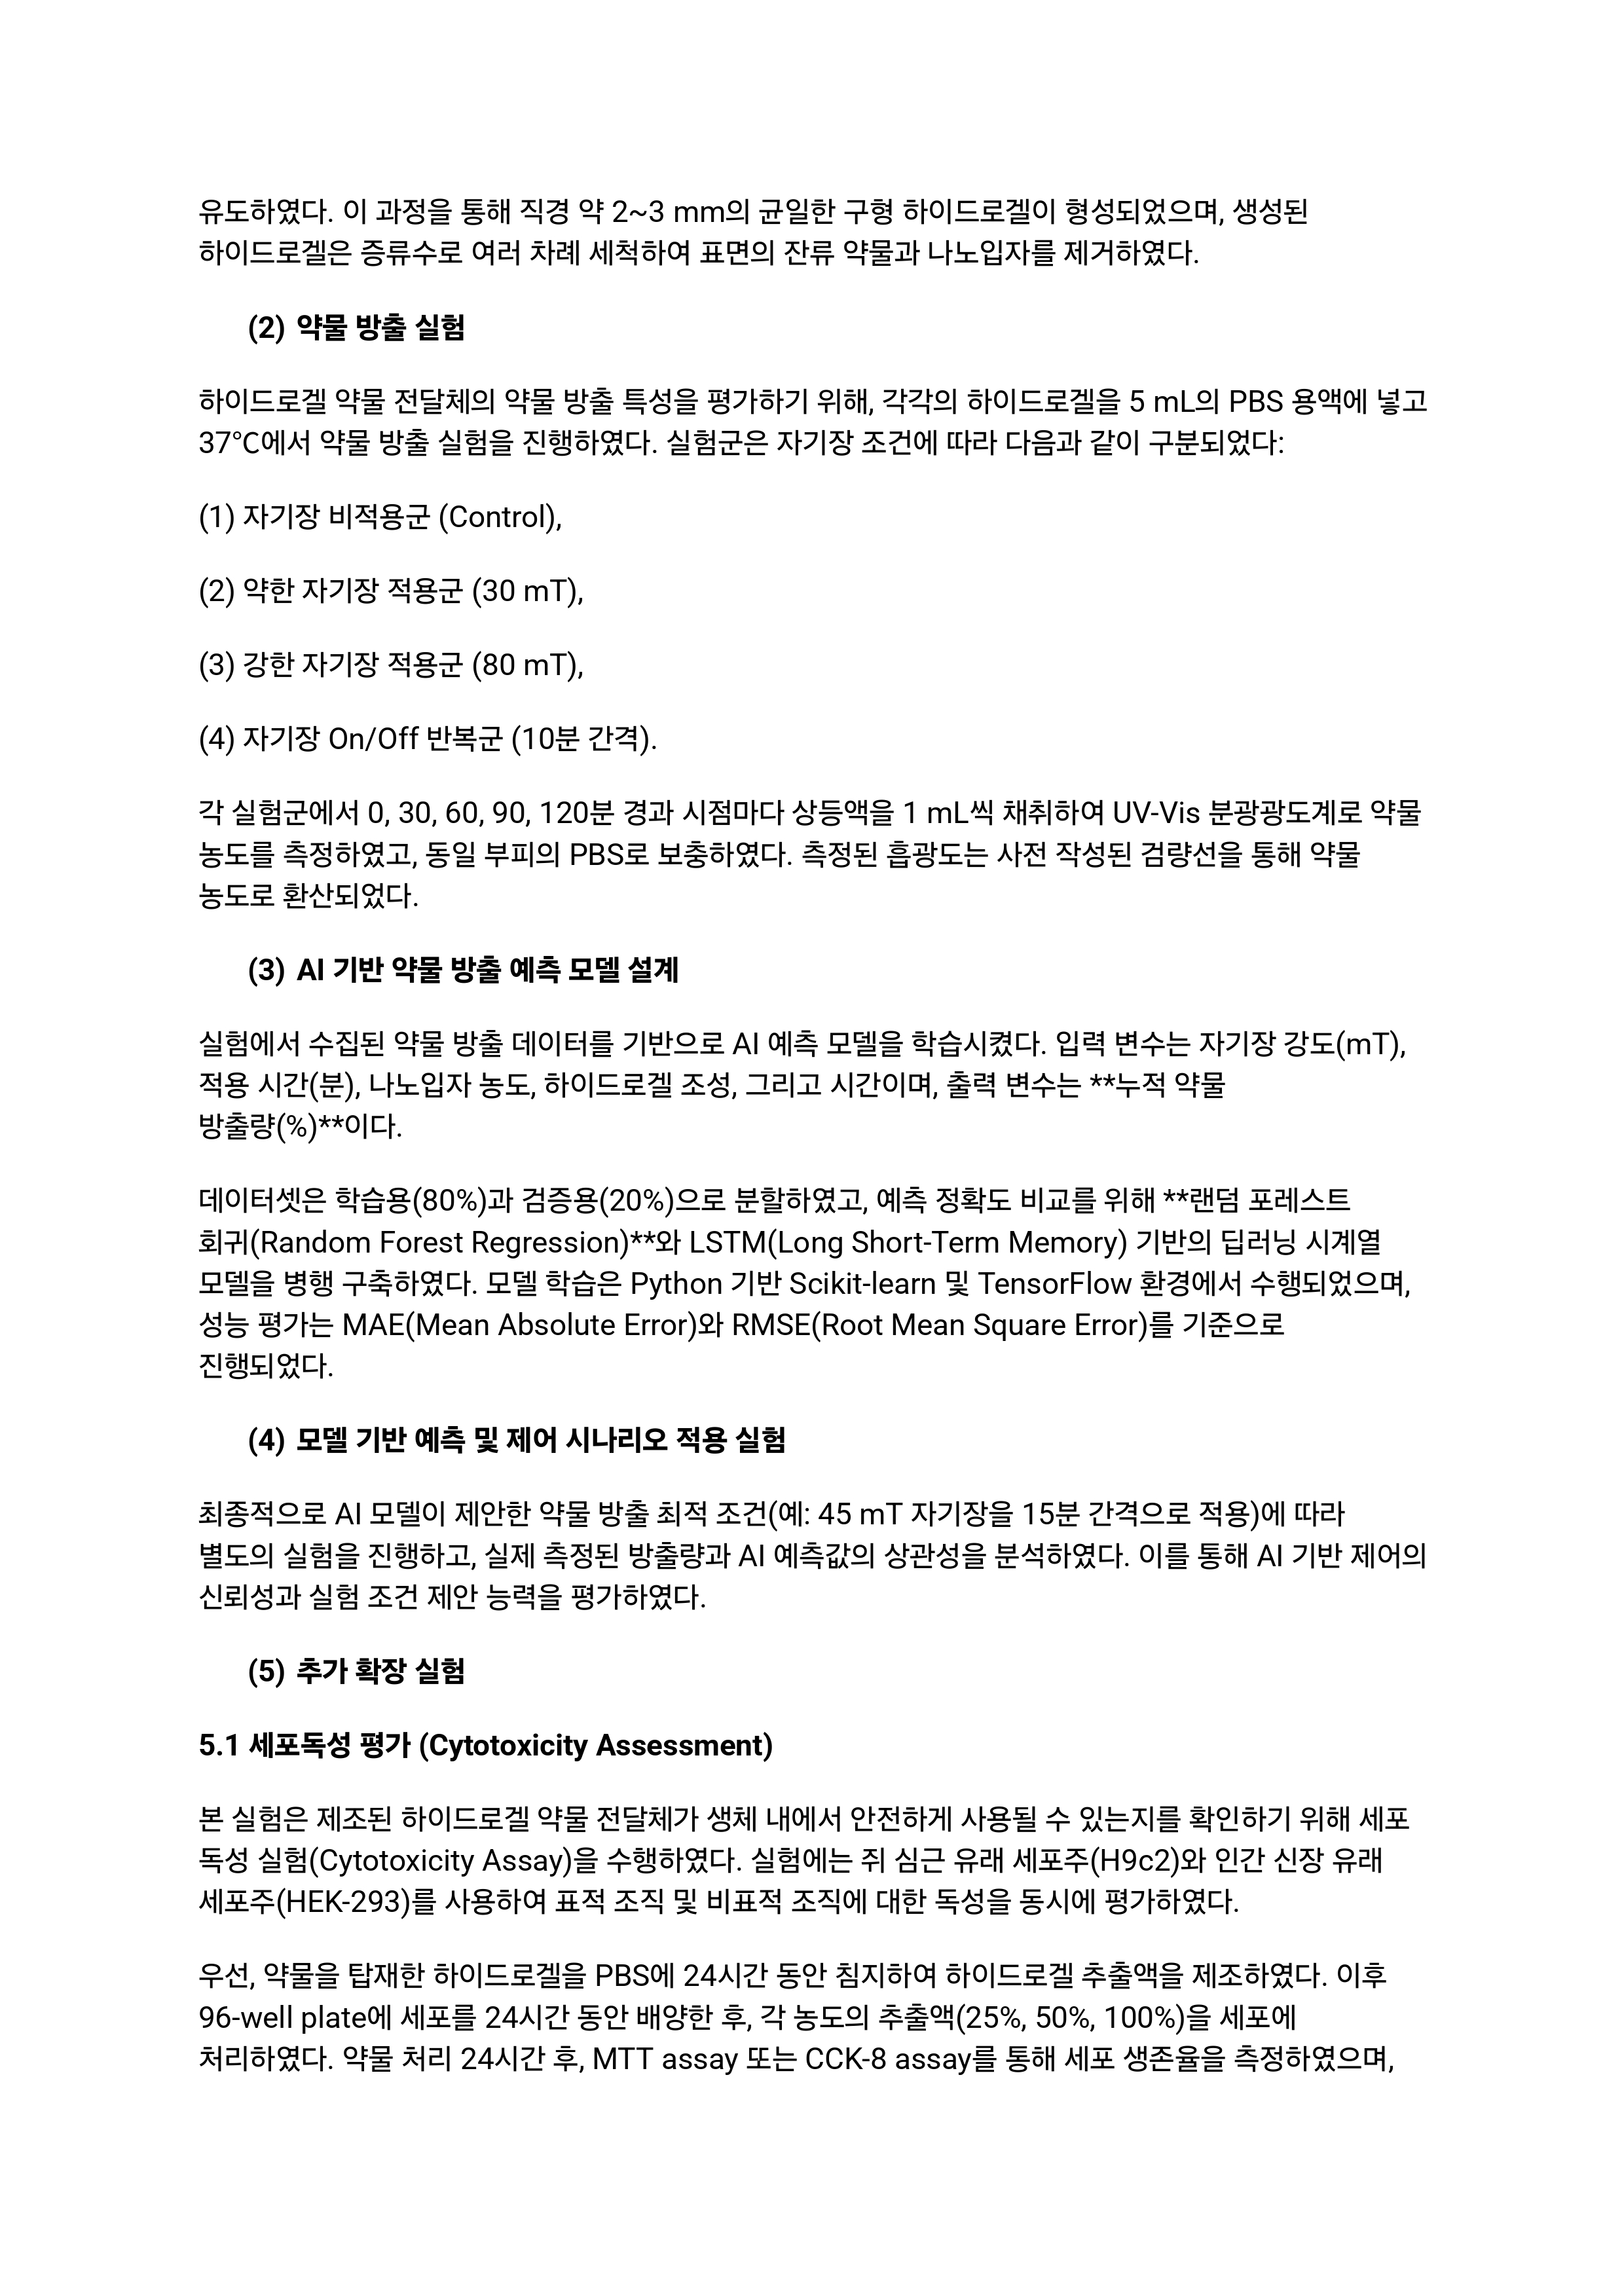 유도하였다. 이 과정을 통해 직경 약 2~3 mm의 균일한 구형 하이드로겔이 형성되었으며, 생성된
하이드로겔은 증류수로 여러 차례 세척하여 표면의 잔류 약물과 나노입자를 제거하였다.
(2) 약물 방출 실험
하이드로겔 약물 전달체의 약물 방출 특성을 평가하기 위해, 각각의 하이드로겔을 5 mL의 PBS 용액에 넣고
37℃에서 약물 방출 실험을 진행하였다. 실험군은 자기장 조건에 따라 다음과 같이 구분되었다:
(1) 자기장 비적용군 (Control),
(2) 약한 자기장 적용군 (30 mT),
(3) 강한 자기장 적용군 (80 mT),
(4) 자기장 On/Off 반복군 (10분 간격).
각 실험군에서 0, 30, 60, 90, 120분 경과 시점마다 상등액을 1 mL씩 채취하여 UV-Vis 분광광도계로 약물
농도를 측정하였고, 동일 부피의 PBS로 보충하였다. 측정된 흡광도는 사전 작성된 검량선을 통해 약물
농도로 환산되었다.
(3) AI 기반 약물 방출 예측 모델 설계
실험에서 수집된 약물 방출 데이터를 기반으로 AI 예측 모델을 학습시켰다. 입력 변수는 자기장 강도(mT),
적용 시간(분), 나노입자 농도, 하이드로겔 조성, 그리고 시간이며, 출력 변수는 **누적 약물
방출량(%)**이다.
데이터셋은 학습용(80%)과 검증용(20%)으로 분할하였고, 예측 정확도 비교를 위해 **랜덤 포레스트
회귀(Random Forest Regression)**와 LSTM(Long Short-Term Memory) 기반의 딥러닝 시계열
모델을 병행 구축하였다. 모델 학습은 Python 기반 Scikit-learn 및 TensorFlow 환경에서 수행되었으며,
성능 평가는 MAE(Mean Absolute Error)와 RMSE(Root Mean Square Error)를 기준으로
진행되었다.
(4) 모델 기반 예측 및 제어 시나리오 적용 실험
최종적으로 AI 모델이 제안한 약물 방출 최적 조건(예: 45 mT 자기장을 15분 간격으로 적용)에 따라
별도의 실험을 진행하고, 실제 측정된 방출량과 AI 예측값의 상관성을 분석하였다. 이를 통해 AI 기반 제어의
신뢰성과 실험 조건 제안 능력을 평가하였다.
(5) 추가 확장 실험
5.1 세포독성 평가 (Cytotoxicity Assessment)
본 실험은 제조된 하이드로겔 약물 전달체가 생체 내에서 안전하게 사용될 수 있는지를 확인하기 위해 세포
독성 실험(Cytotoxicity Assay)을 수행하였다. 실험에는 쥐 심근 유래 세포주(H9c2)와 인간 신장 유래
세포주(HEK-293)를 사용하여 표적 조직 및 비표적 조직에 대한 독성을 동시에 평가하였다.
우선, 약물을 탑재한 하이드로겔을 PBS에 24시간 동안 침지하여 하이드로겔 추출액을 제조하였다. 이후
96-well plate에 세포를 24시간 동안 배양한 후, 각 농도의 추출액(25%, 50%, 100%)을 세포에
처리하였다. 약물 처리 24시간 후, MTT assay 또는 CCK-8 assay를 통해 세포 생존율을 측정하였으며,